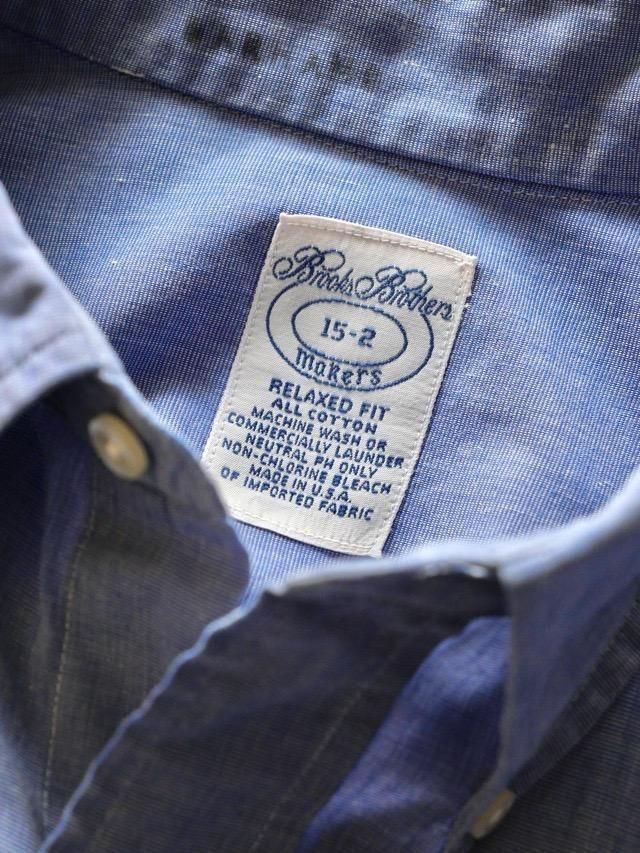 Brooks Brothers
15-2
makers
RELAXED FIT
ALL COTTON
MACHINE WASH OR
COMMERCIALLY LAUNDER
NEUTRAL PH ONLY
NON-CHLORINE BLEACH
MADE IN U.S.A.
OF IMPORTED FABRIC